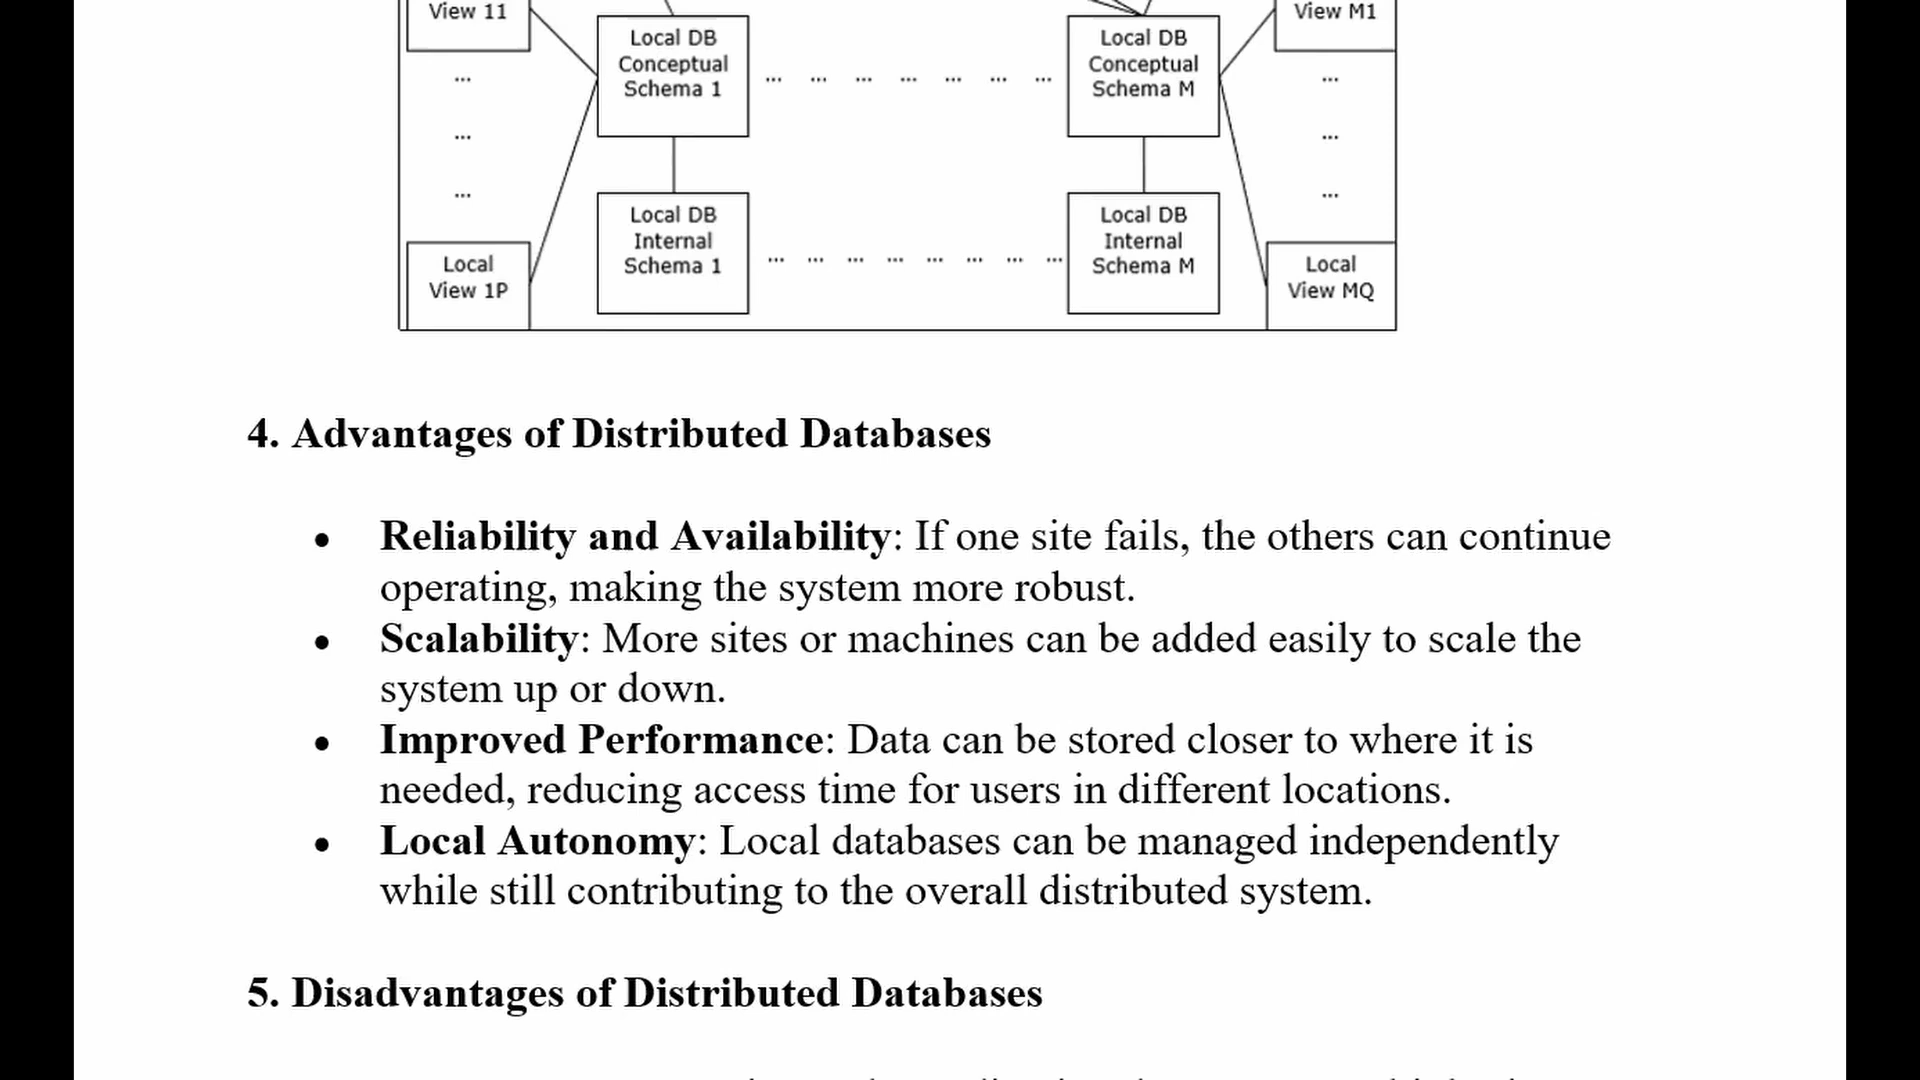 View 11
View M1
Local DB
Conceptual
Schema 1
... ... ... ... ... ... ...
Local DB
Conceptual
Schema M
...
...
...
...
...
...
Local DB
Internal
Schema 1
... ... ... ... ... ... ... ...
Local DB
Internal
Schema M
Local
View 1P
Local
View MQ
4. Advantages of Distributed Databases
• Reliability and Availability: If one site fails, the others can continue
operating, making the system more robust.
• Scalability: More sites or machines can be added easily to scale the
system up or down.
• Improved Performance: Data can be stored closer to where it is
needed, reducing access time for users in different locations.
• Local Autonomy: Local databases can be managed independently
while still contributing to the overall distributed system.
5. Disadvantages of Distributed Databases